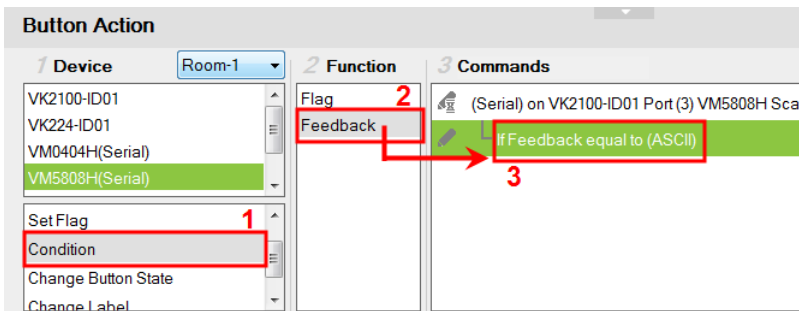 Button Action
1 Device
Room-1
2 Function
3 Commands
VK2100-ID01
VK224-ID01
VM0404H(Serial)
VM5808H(Serial)
Set Flag
1
Condition
Change Button State
Change Label
Flag
2
Feedback
(Serial) on VK2100-ID01 Port (3) VM5808H Sca
If Feedback equal to (ASCII)
3